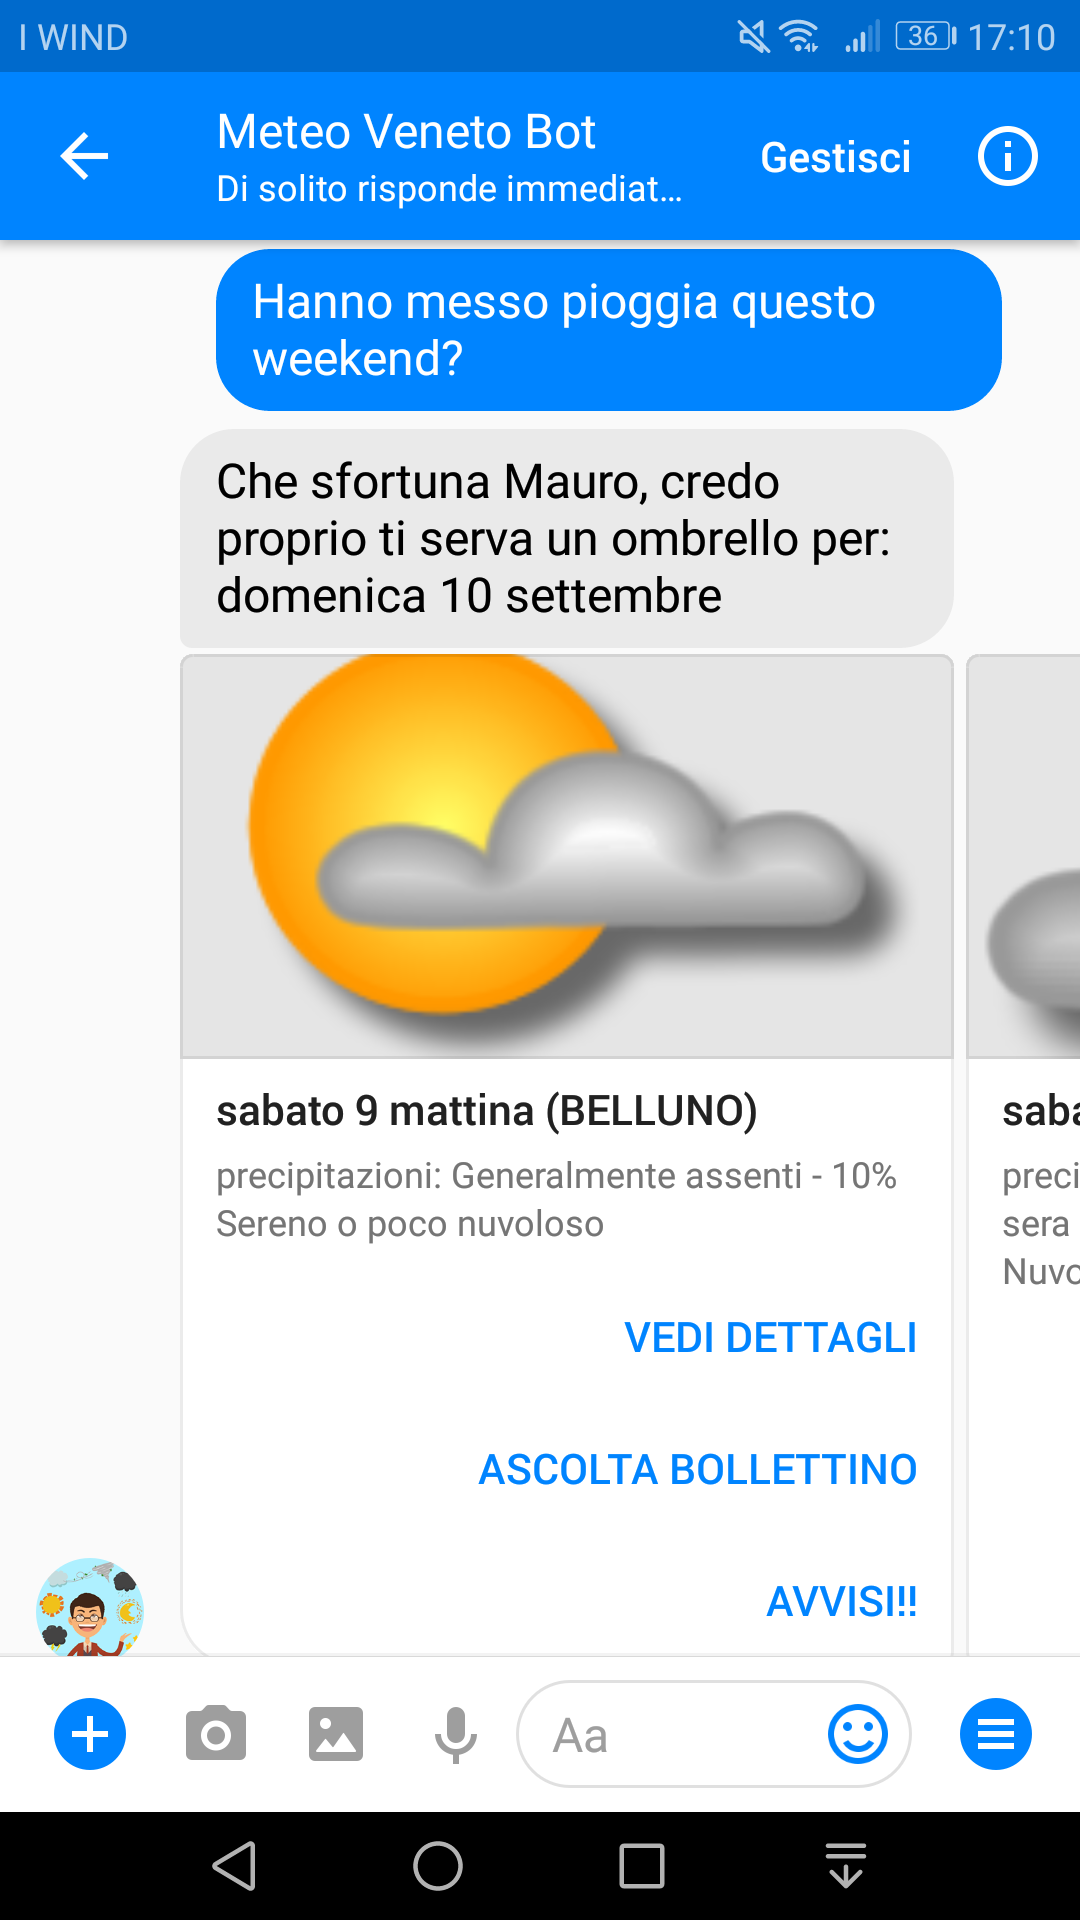 I WIND
36
17:10
Meteo Veneto Bot
Di solito risponde immediat...
Gestisci
Hanno messo pioggia questo
weekend?
Che sfortuna Mauro, credo
proprio ti serva un ombrello per:
domenica 10 settembre
sabato 9 mattina (BELLUNO)
precipitazioni: Generalmente assenti - 10%
Sereno o poco nuvoloso
VEDI DETTAGLI
ASCOLTA BOLLETTINO
AVVISI!!
saba
preci
sera
Nuvo
Aa